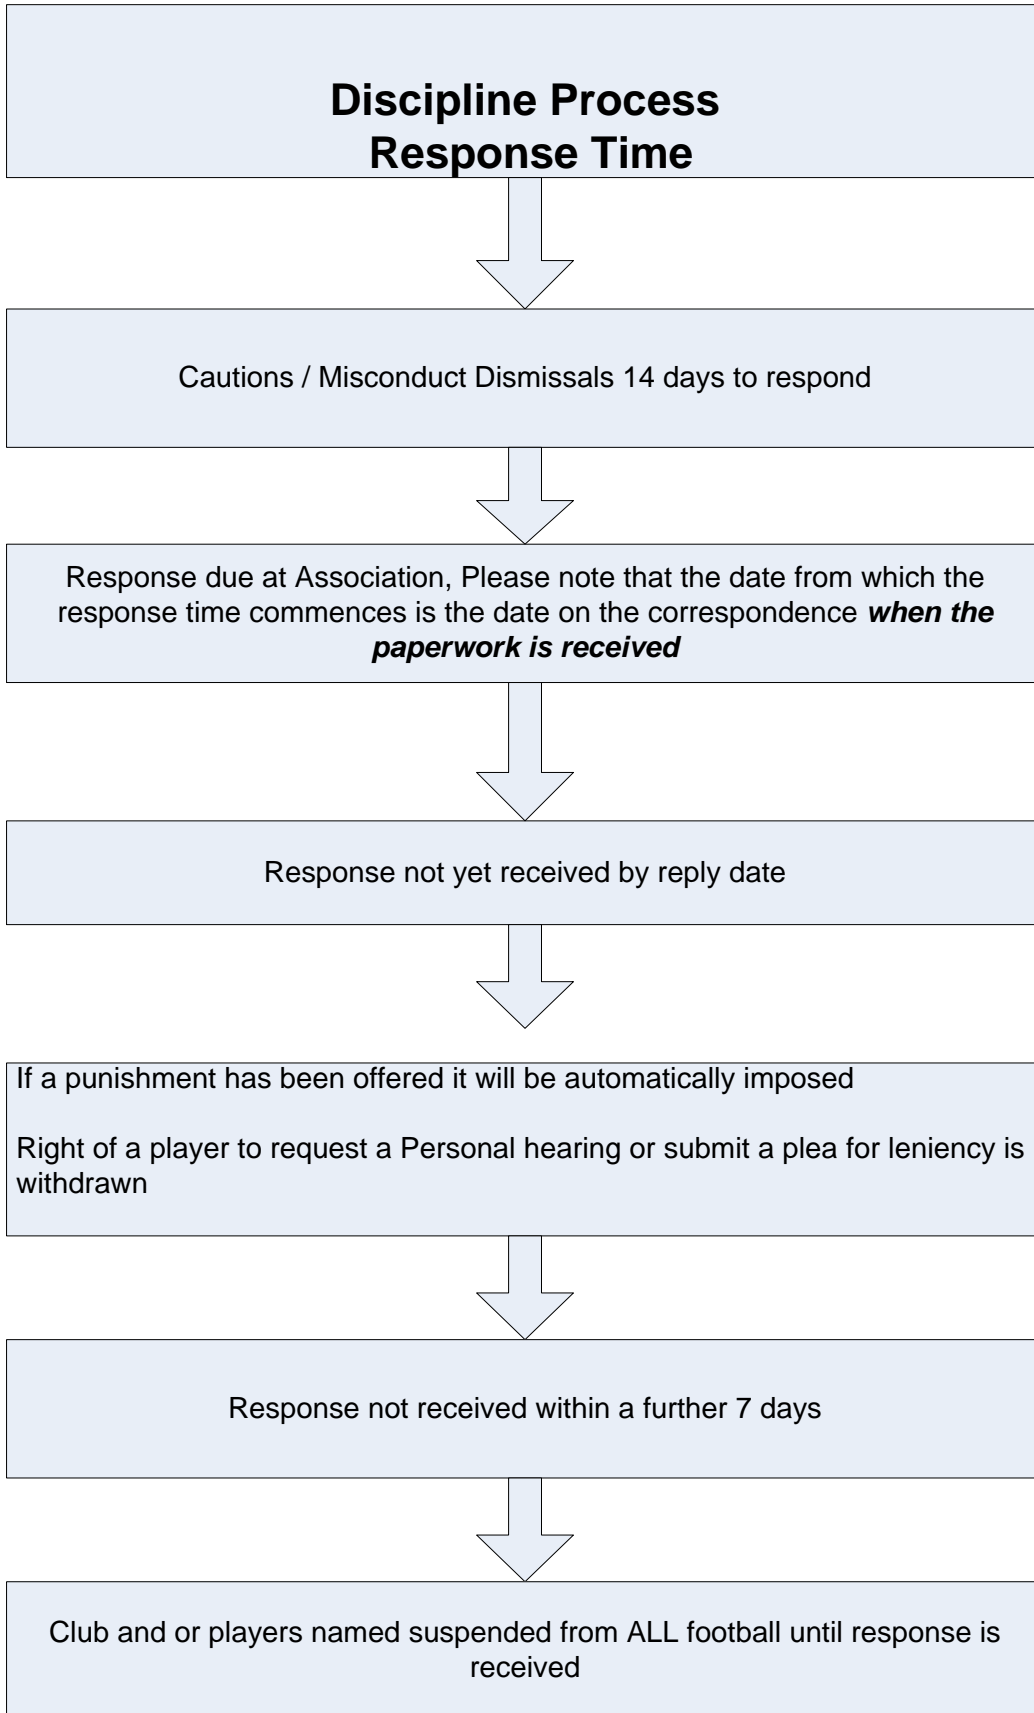 Discipline Process
Response Time
Cautions / Misconduct Dismissals 14 days to respond
Response due at Association, Please note that the date from which the
response time commences is the date on the correspondence when the
paperwork is received
Response not yet received by reply date
If a punishment has been offered it will be automatically imposed
Right of a player to request a Personal hearing or submit a plea for leniency is
withdrawn
Response not received within a further 7 days
Club and or players named suspended from ALL football until response is
received